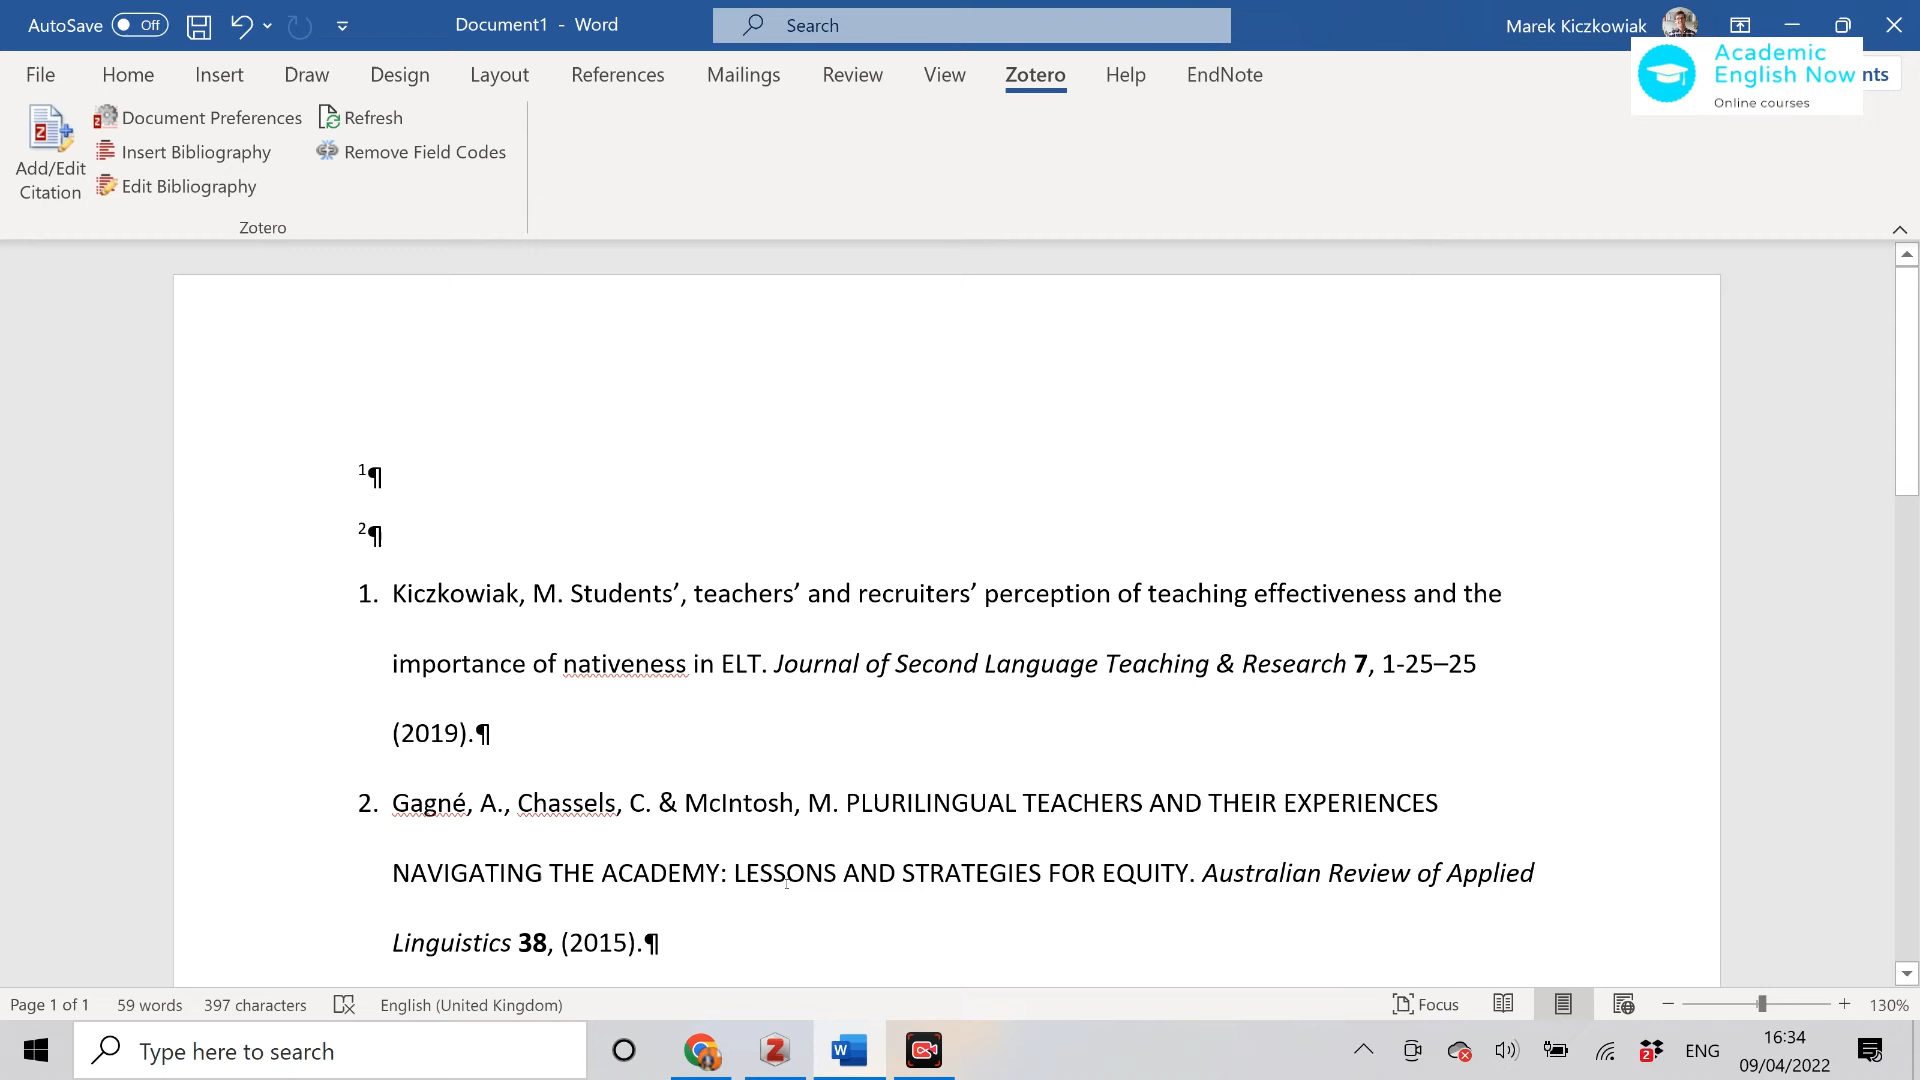 AutoSave Off Document1 - Word Search Marek Kiczkowiak
File Home Insert Draw Design Layout References Mailings Review View Zotero Help EndNote
Academic
English Now
Online courses
nts
Add/Edit
Citation
Document Preferences Refresh
Insert Bibliography Remove Field Codes
Edit Bibliography
Zotero
1¶
2¶
1. Kiczkowiak, M. Students’, teachers’ and recruiters’ perception of teaching effectiveness and the
importance of nativeness in ELT. Journal of Second Language Teaching & Research 7, 1-25–25
(2019).¶
2. Gagné, A., Chassels, C. & McIntosh, M. PLURILINGUAL TEACHERS AND THEIR EXPERIENCES
NAVIGATING THE ACADEMY: LESSONS AND STRATEGIES FOR EQUITY. Australian Review of Applied
Linguistics 38, (2015).¶
Page 1 of 1 59 words 397 characters English (United Kingdom) Focus 130%
Type here to search Z W 2 ENG 16:34
09/04/2022